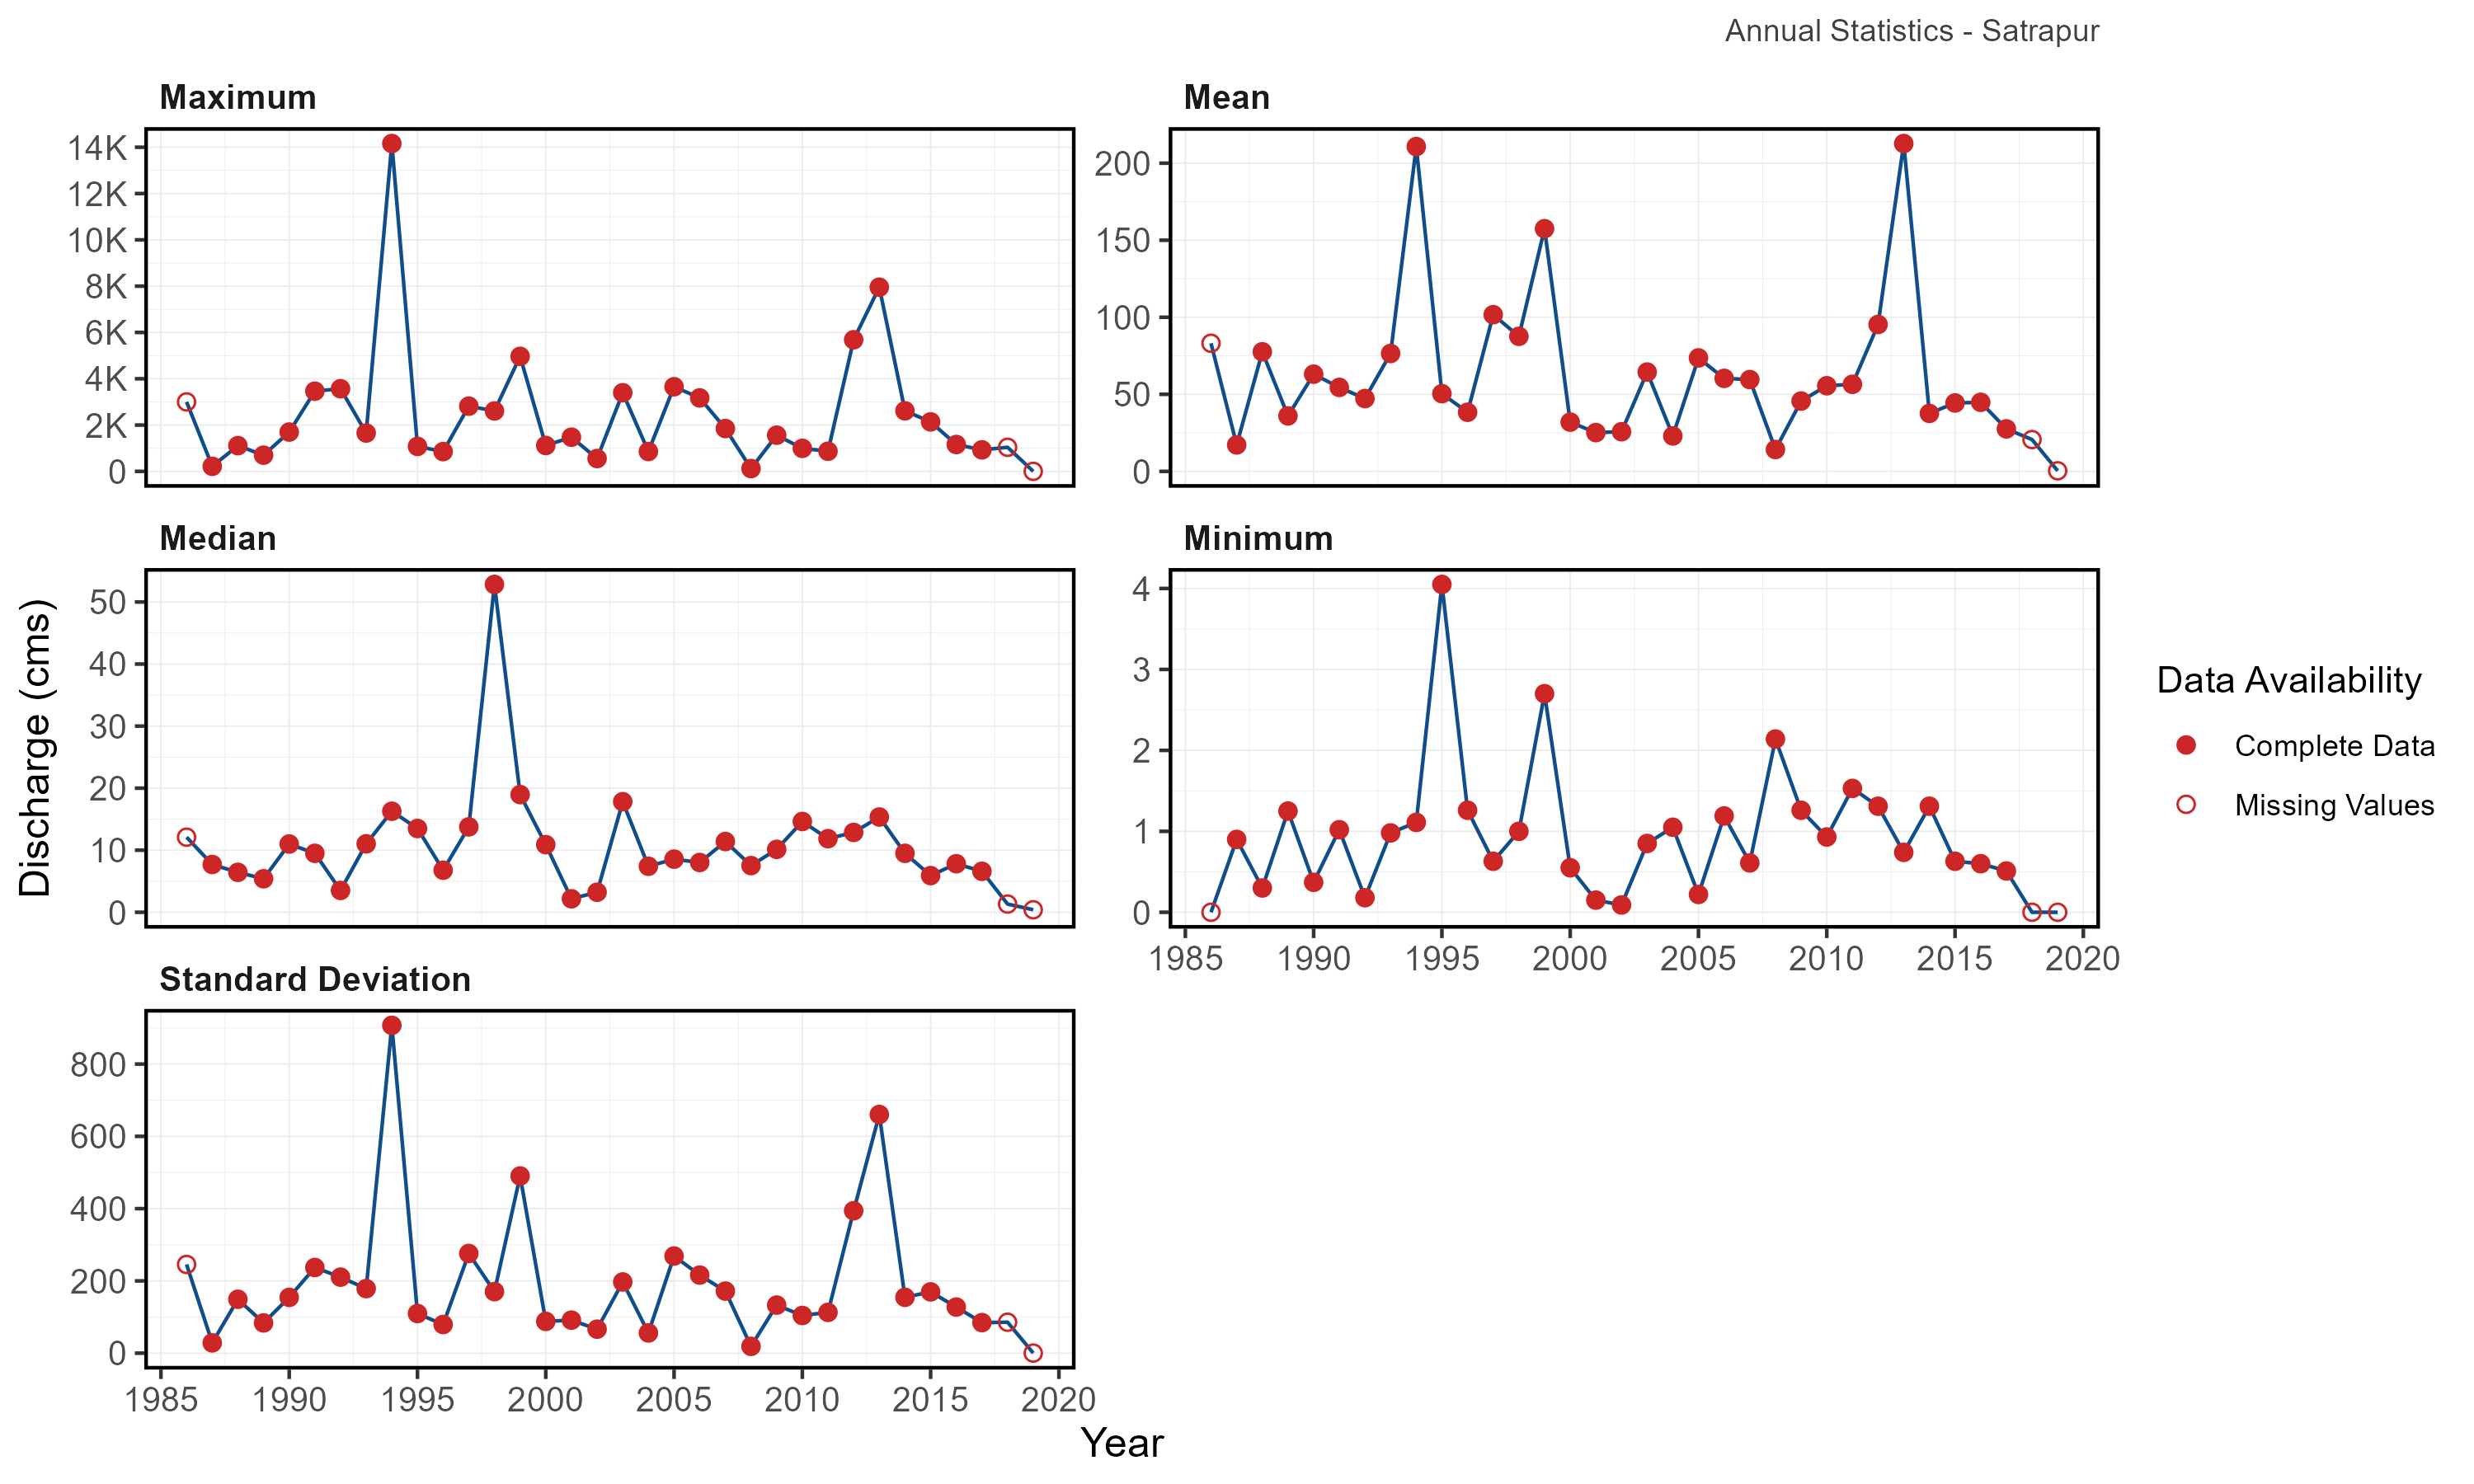 Annual Statistics - Satrapur
Maximum
14K
12K
10K
8K
6K
4K
2K
0
Mean
200
150
100
50
0
Median
50
40
30
20
10
0
Minimum
4
3
2
1
0
1985 1990 1995 2000 2005 2010 2015 2020
Standard Deviation
800
600
400
200
0
1985 1990 1995 2000 2005 2010 2015 2020
Discharge (cms)
Year
Data Availability
Complete Data
Missing Values